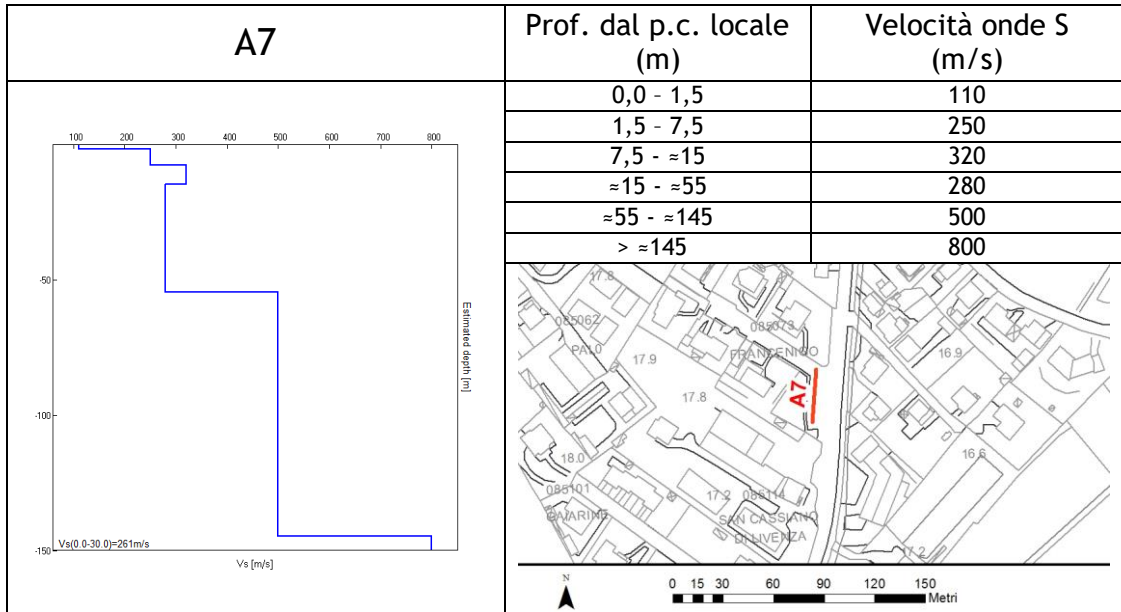 A7
Prof. dal p.c. locale
(m)
Velocità onde S
(m/s)
0,0 – 1,5 110
1,5 – 7,5 250
7,5 - ≈15 320
≈15 - ≈55 280
≈55 - ≈145 500
> ≈145 800
100 200 300 400 500 600 700 800
-50
-100
-150
Estimated depth [m]
Vs(0.0-30.0)=261m/s
Vs [m/s]
17.8
085062
PALÙ
085073
FRANCENIGO
17.9
16.9
A7
17.8
18.0
16.6
085101
GAIARINE
17.2
085114
SAN CASSIANO
DI LIVENZA
17.2
N
0 15 30 60 90 120 150
Metri